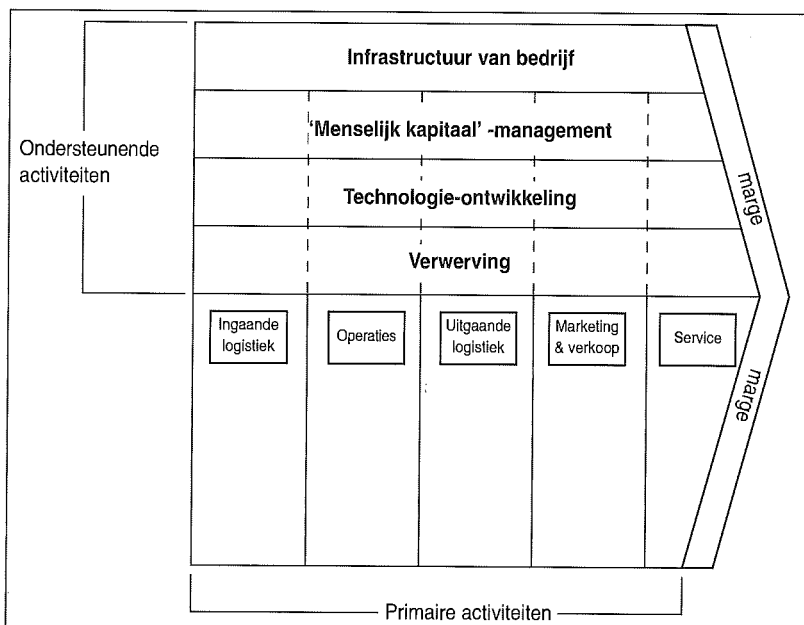 Infrastructuur van bedrijf
'Menselijk kapitaal' -management
Ondersteunende
activiteiten
Technologie-ontwikkeling
Verwerving
marge
Ingaande
logistiek
Operaties
Uitgaande
logistiek
Marketing
& verkoop
Service
marge
Primaire activiteiten